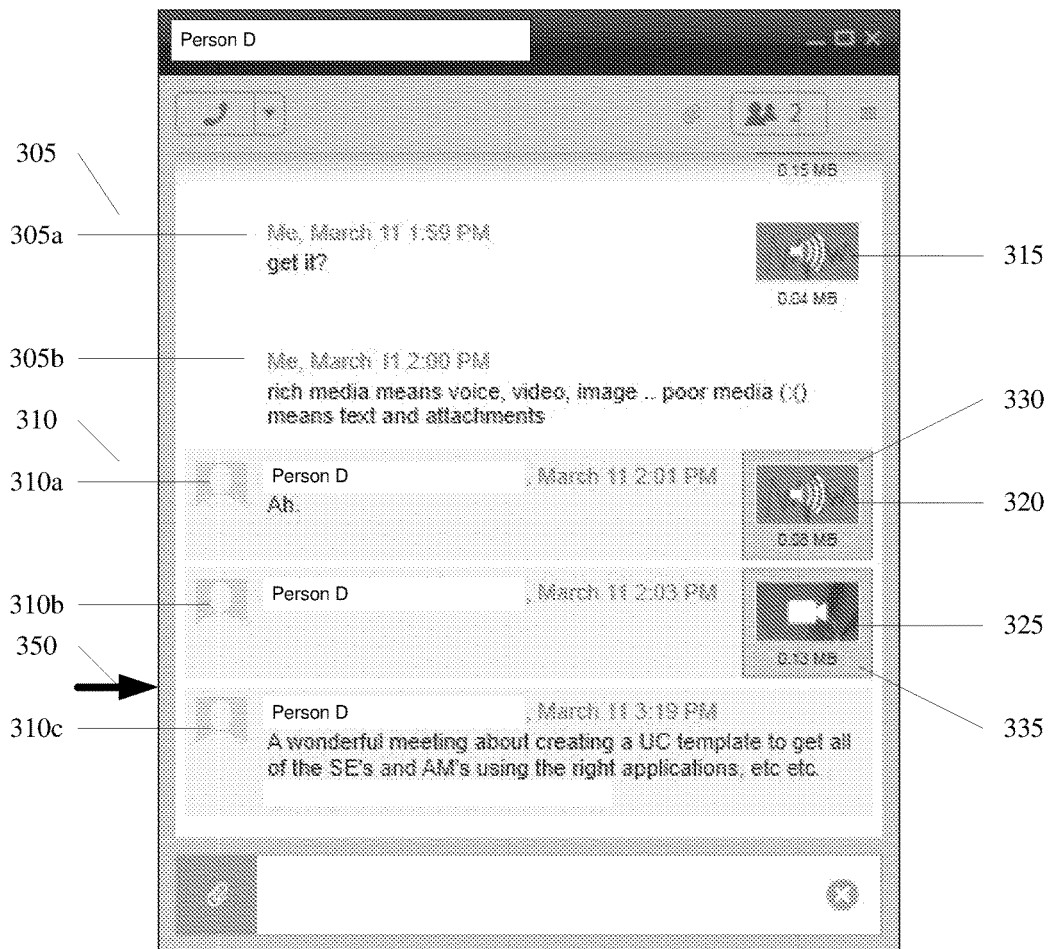 Person D
2
0.15 MB
305
305a
Me, March 11 1:59 PM
get it?
315
0.04 MB
305b
Me, March 11 2:00 PM
rich media means voice, video, image .. poor media (:()
means text and attachments
310
330
310a
Person D , March 11 2:01 PM
Ah.
320
0.08 MB
310b
Person D , March 11 2:03 PM
325
350
0.13 MB
310c
Person D , March 11 3:19 PM
335
A wonderful meeting about creating a UC template to get all
of the SE's and AM's using the right applications, etc etc.